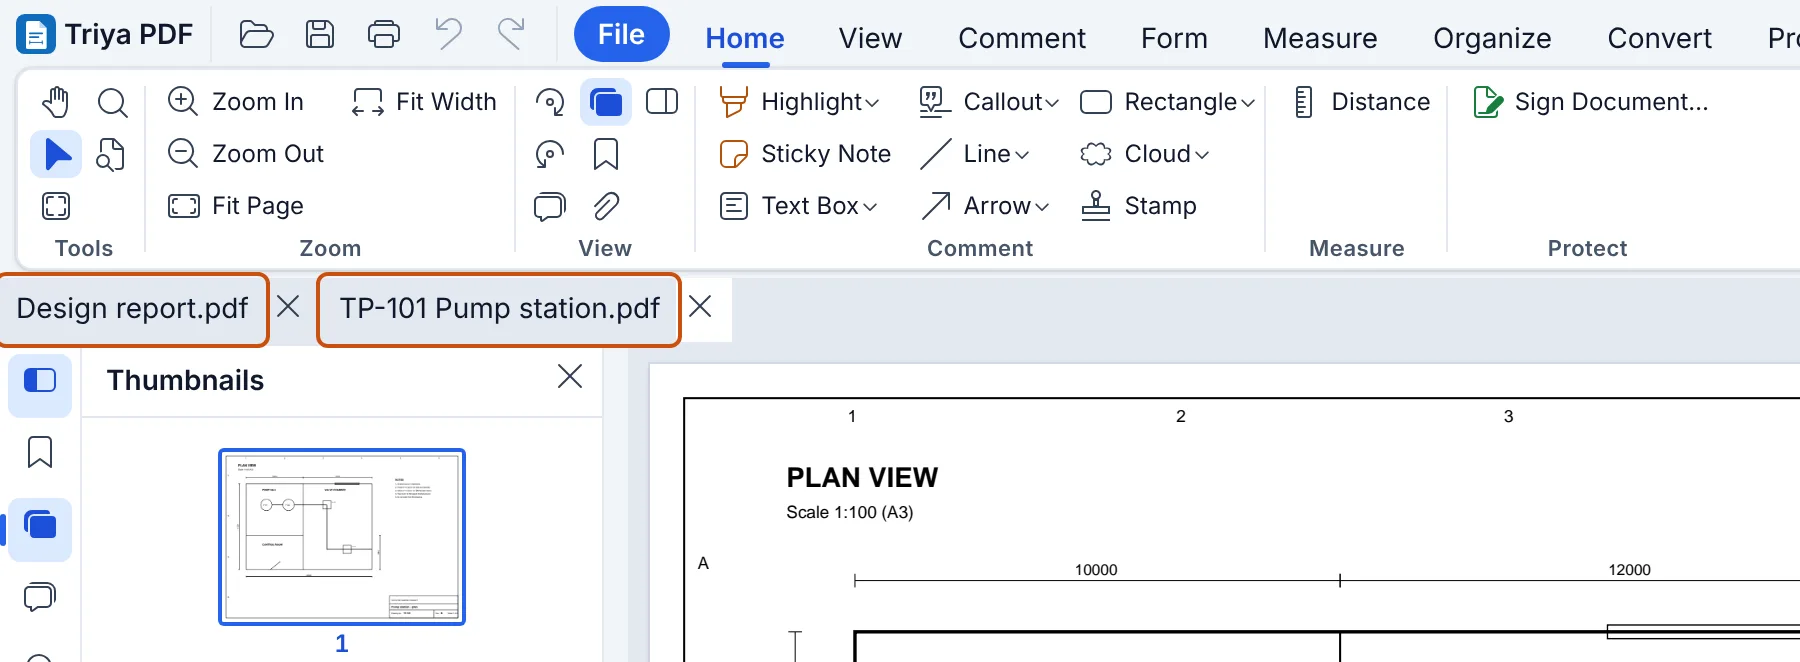 Triya PDF File Home View Comment Form Measure Organize Convert
Zoom In Fit Width Highlight Callout Rectangle Distance Sign Document...
Zoom Out Sticky Note Line Cloud
Fit Page Text Box Arrow Stamp
Tools Zoom View Comment Measure Protect
Design report.pdf TP-101 Pump station.pdf
Thumbnails
1 2 3
PLAN VIEW
Scale 1:100 (A3)
A
10000 12000
1